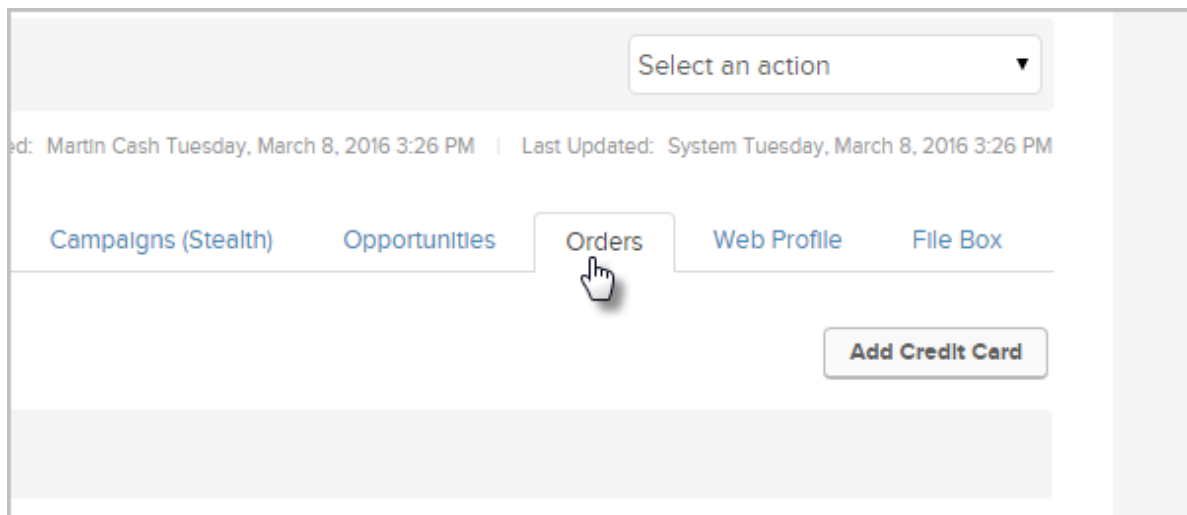 Select an action
ed: Martin Cash Tuesday, March 8, 2016 3:26 PM | Last Updated: System Tuesday, March 8, 2016 3:26 PM
Campaigns (Stealth) Opportunities Orders Web Profile File Box
Add Credit Card